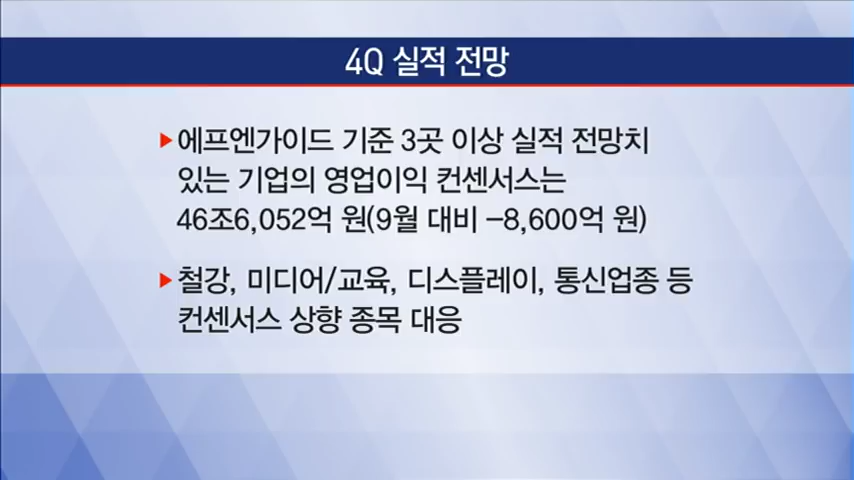 4Q 실적 전망
▶에프엔가이드 기준 3곳 이상 실적 전망치
있는 기업의 영업이익 컨센서스는
46조6,052억 원(9월 대비 –8,600억 원)
▶철강, 미디어/교육, 디스플레이, 통신업종 등
컨센서스 상향 종목 대응